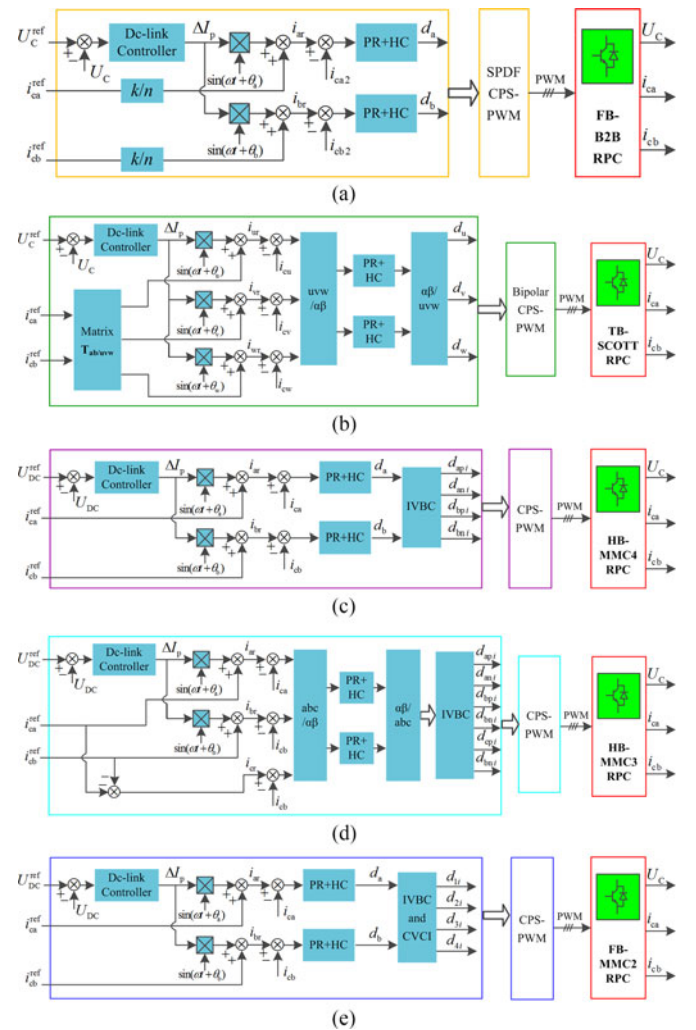 U_C^ref Dc-link Controller ΔI_p i_ar PR+HC d_a U_C
U_C sin(ωt+θ_a) i_ca2 SPDF CPS-PWM PWM
i_ca^ref k/n i_br PR+HC d_b FB-B2B RPC i_ca
sin(ωt+θ_b) i_cb2
i_cb^ref k/n i_cb
(a)
U_C^ref Dc-link Controller ΔI_p i_ur d_u U_C
U_C sin(ωt+θ_u) i_cu
i_ca^ref Matrix T_ab/uvw i_vr uvw/αβ PR+HC αβ/uvw d_v Bipolar CPS-PWM PWM i_ca
sin(ωt+θ_v) i_cv
i_cb^ref i_wr PR+HC d_w TB-SCOTT RPC i_cb
sin(ωt+θ_w) i_cw
(b)
U_DC^ref Dc-link Controller ΔI_p i_ar PR+HC d_a d_api U_C
U_DC sin(ωt+θ_a) i_ca IVBC d_ani CPS-PWM PWM
i_ca^ref i_br PR+HC d_b d_bpi HB-MMC4 RPC i_ca
sin(ωt+θ_b) i_cb d_bni
i_cb^ref i_cb
(c)
U_DC^ref Dc-link Controller ΔI_p i_ar d_api U_C
U_DC sin(ωt+θ_a) i_ca PR+HC d_ani
i_ca^ref i_br abc/αβ αβ/abc IVBC d_bpi CPS-PWM PWM i_ca
i_cb^ref sin(ωt+θ_b) i_cb PR+HC d_bni
i_cr d_cpi HB-MMC3 RPC i_cb
i_cb d_bni
(d)
U_DC^ref Dc-link Controller ΔI_p i_ar PR+HC d_a d_1i U_C
U_DC sin(ωt+θ_a) i_ca IVBC and CVCI d_2i CPS-PWM PWM
i_ca^ref i_br PR+HC d_b d_3i FB-MMC2 RPC i_ca
sin(ωt+θ_b) i_cb d_4i
i_cb^ref i_cb
(e)